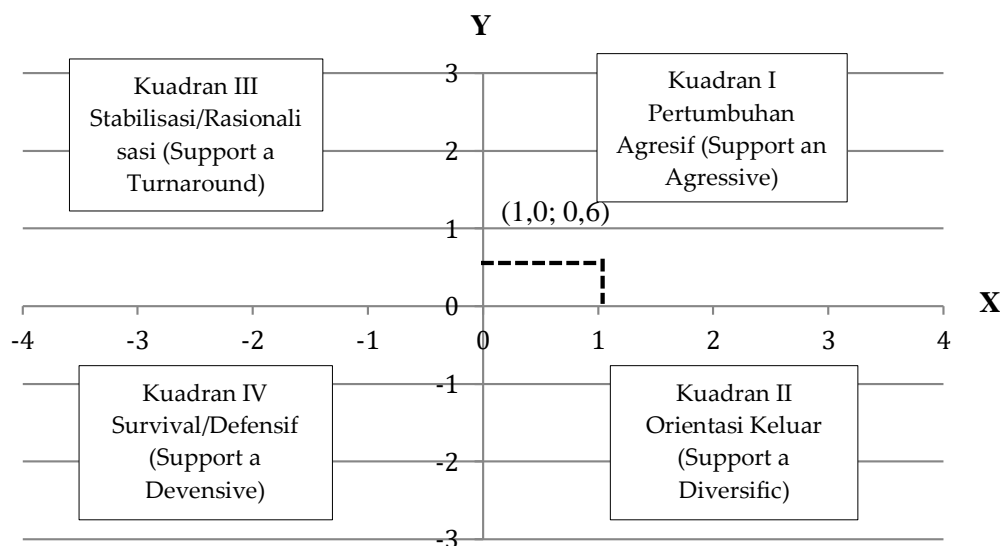 Y
3
2
1
0
-1
-2
-3
Kuadran III
Stabilisasi/Rasionali
sasi (Support a
Turnaround)
Kuadran I
Pertumbuhan
Agresif (Support an
Agressive)
(1,0; 0,6)
X
-4
-3
-2
-1
0
1
2
3
4
Kuadran IV
Survival/Defensif
(Support a
Devensive)
Kuadran II
Orientasi Keluar
(Support a
Diversific)